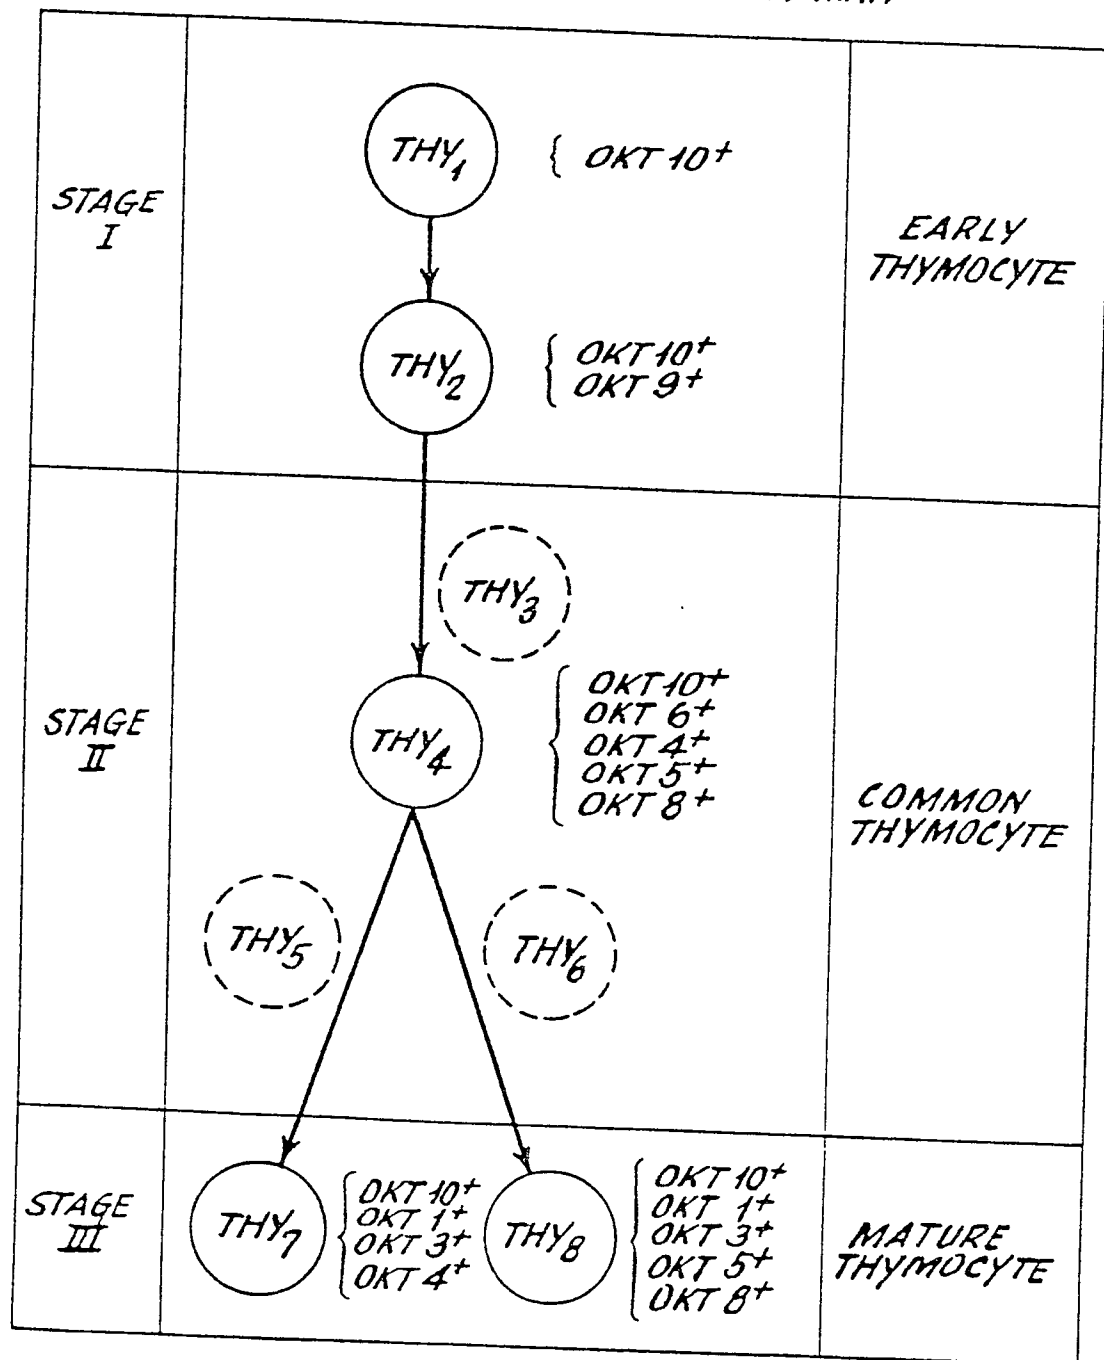 STAGE
I
THY1
{ OKT 10+
EARLY
THYMOCYTE
THY2
OKT 10+
OKT 9+
STAGE
II
THY3
THY4
OKT 10+
OKT 6+
OKT 4+
OKT 5+
OKT 8+
COMMON
THYMOCYTE
THY5
THY6
STAGE
III
THY7
OKT 10+
OKT 1+
OKT 3+
OKT 4+
THY8
OKT 10+
OKT 1+
OKT 3+
OKT 5+
OKT 8+
MATURE
THYMOCYTE